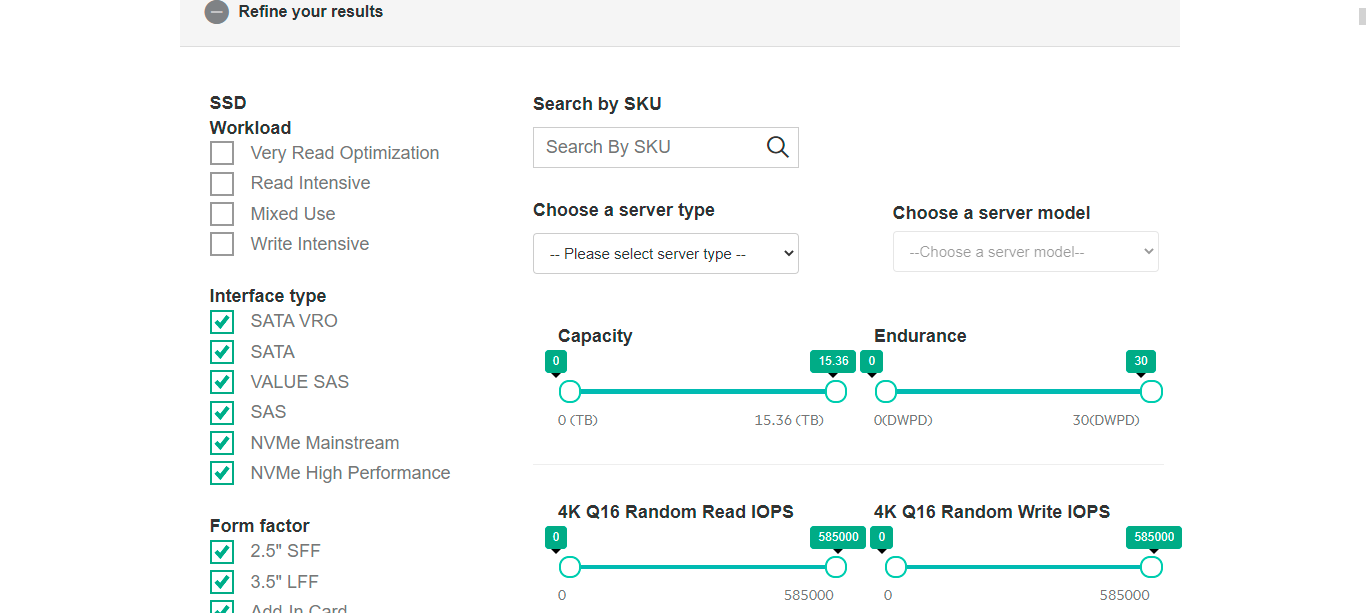 Refine your results
SSD
Workload
Very Read Optimization
Read Intensive
Mixed Use
Write Intensive
Interface type
SATA VRO
SATA
VALUE SAS
SAS
NVMe Mainstream
NVMe High Performance
Form factor
2.5" SFF
3.5" LFF
Add In Card
Search by SKU
Search By SKU
Choose a server type
-- Please select server type --
Choose a server model
--Choose a server model--
Capacity
0 15.36
0 (TB) 15.36 (TB)
Endurance
0 30
0(DWPD) 30(DWPD)
4K Q16 Random Read IOPS
0 585000
0 585000
4K Q16 Random Write IOPS
0 585000
0 585000